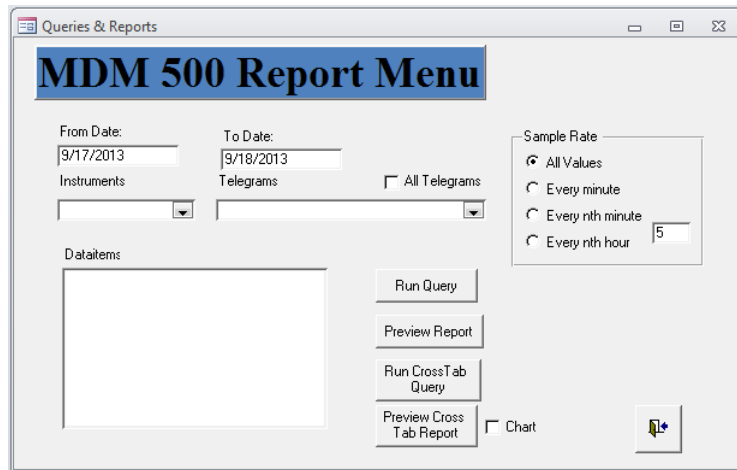 Queries & Reports
MDM 500 Report Menu
From Date:
To Date:
9/17/2013
9/18/2013
Instruments
Telegrams
All Telegrams
Sample Rate
All Values
Every minute
Every nth minute
Every nth hour
5
Dataitems
Run Query
Preview Report
Run CrossTab
Query
Preview Cross
Tab Report
Chart